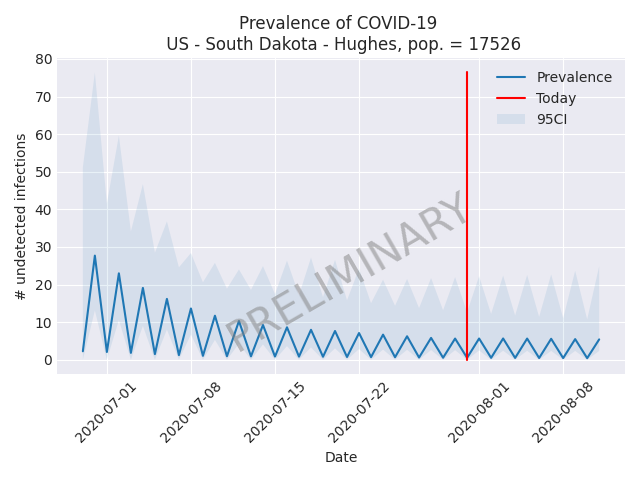 Prevalence of COVID-19
US - South Dakota - Hughes, pop. = 17526
# undetected infections
80
70
60
50
40
30
20
10
0
Prevalence
Today
95CI
PRELIMINARY
2020-07-01
2020-07-08
2020-07-15
2020-07-22
2020-08-01
2020-08-08
Date